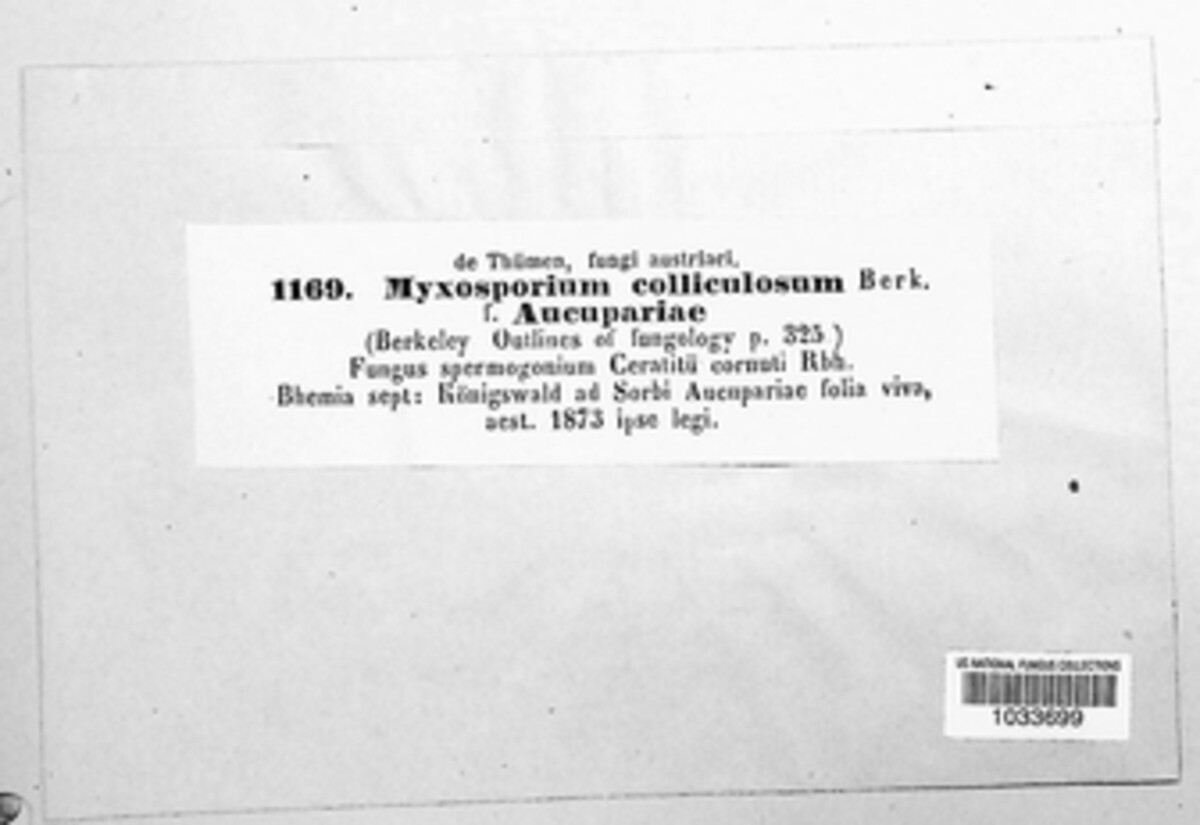 de Thümen, fungi austriaci.
1169. Myxosporium colliculosum Berk.
f. Aucupariae
(Berkeley Outlines of fungology p. 325)
Fungus spermogonium Ceratitii cornuti Rbh.
Bhemia sept: Königswald ad Sorbi Aucupariae folia viva,
aest. 1873 ipse legi.
US NATIONAL FUNGUS COLLECTIONS
1033699